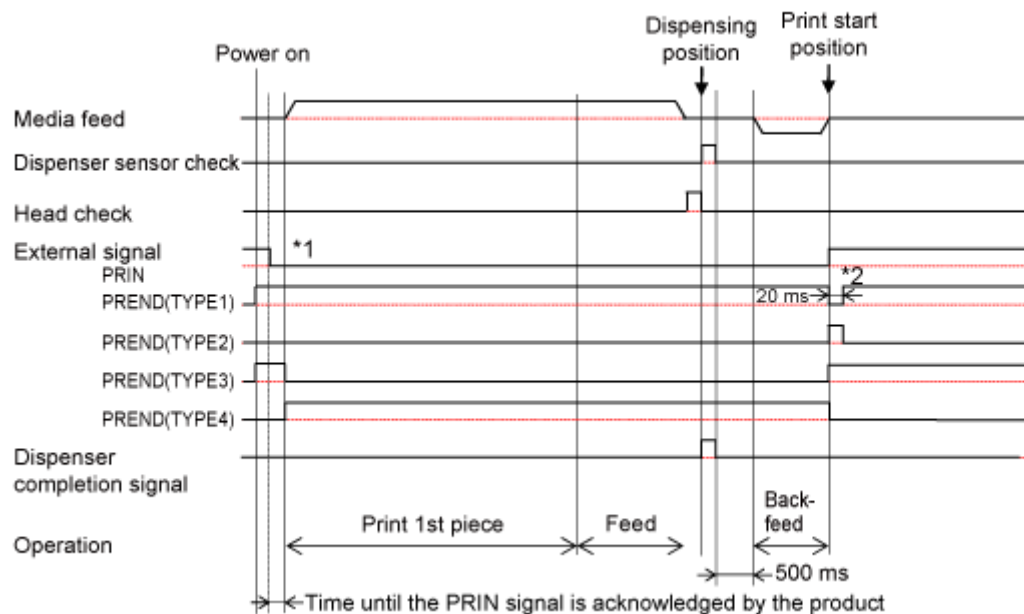 Dispensing
position
Print start
position
Power on
Media feed
Dispenser sensor check
Head check
External signal
*1
PRIN
*2
PREND(TYPE1)
20 ms
PREND(TYPE2)
PREND(TYPE3)
PREND(TYPE4)
Dispenser
completion signal
Operation
Print 1st piece
Feed
Back-
feed
500 ms
Time until the PRIN signal is acknowledged by the product